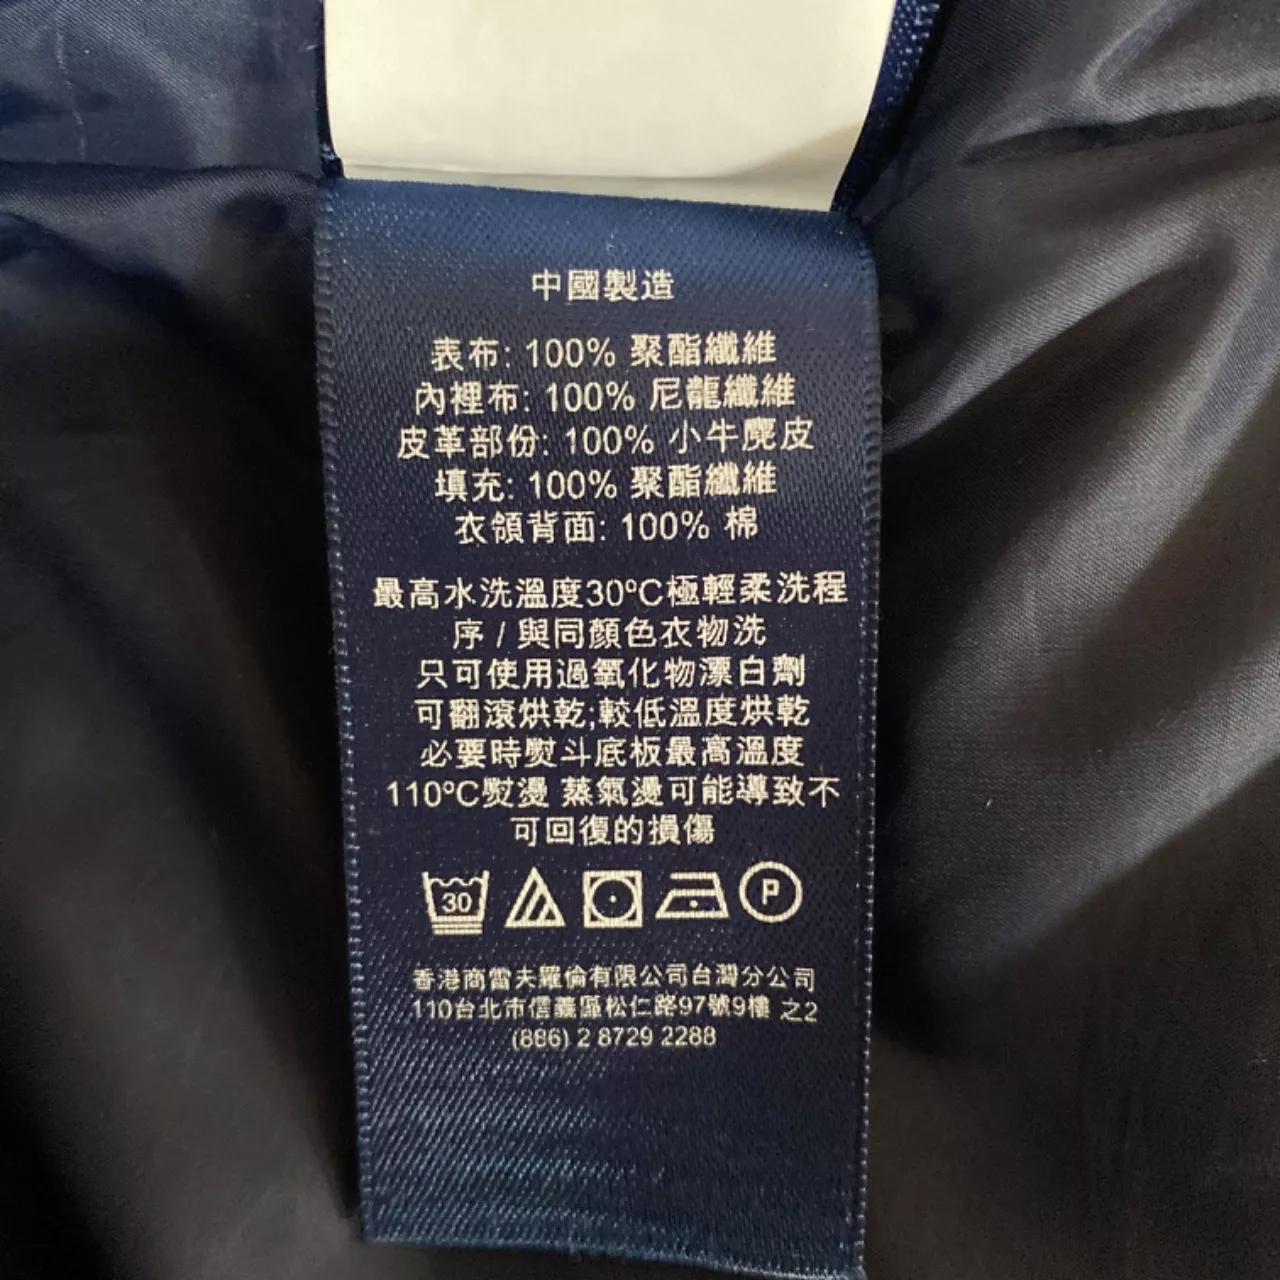 中國製造
表布: 100% 聚酯纖維
內裡布: 100% 尼龍纖維
皮革部份: 100% 小牛麂皮
填充: 100% 聚酯纖維
衣領背面: 100% 棉
最高水洗溫度30ºC極輕柔洗程
序 / 與同顏色衣物洗
只可使用過氧化物漂白劑
可翻滾烘乾;較低溫度烘乾
必要時熨斗底板最高溫度
110ºC熨燙 蒸氣燙可能導致不
可回復的損傷
30 P
香港商雷夫羅倫有限公司台灣分公司
110台北市信義區松仁路97號9樓 之2
(886) 2 8729 2288